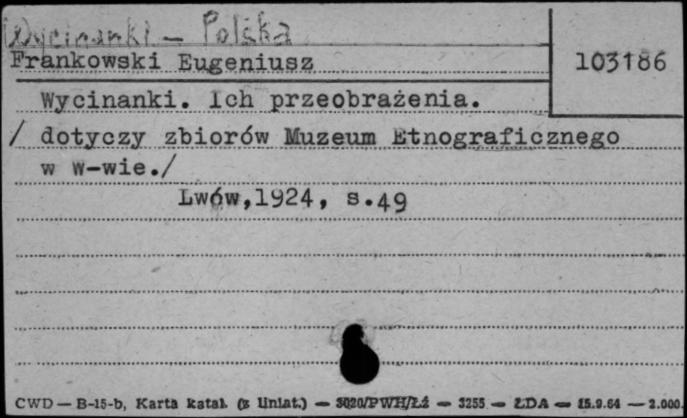 Wycinanki - Polska
Frankowski Eugeniusz
103186
Wycinanki. Ich przeobrażenia.
/ dotyczy zbiorów Muzeum Etnograficznego
w W-wie./
Lwów,1924, s.49
CWD — B-15-b, Karta katal. (z Uniat.) — 3020/PWH/Łż — 3255 — ŁDA — 15.9.64 — 2.000